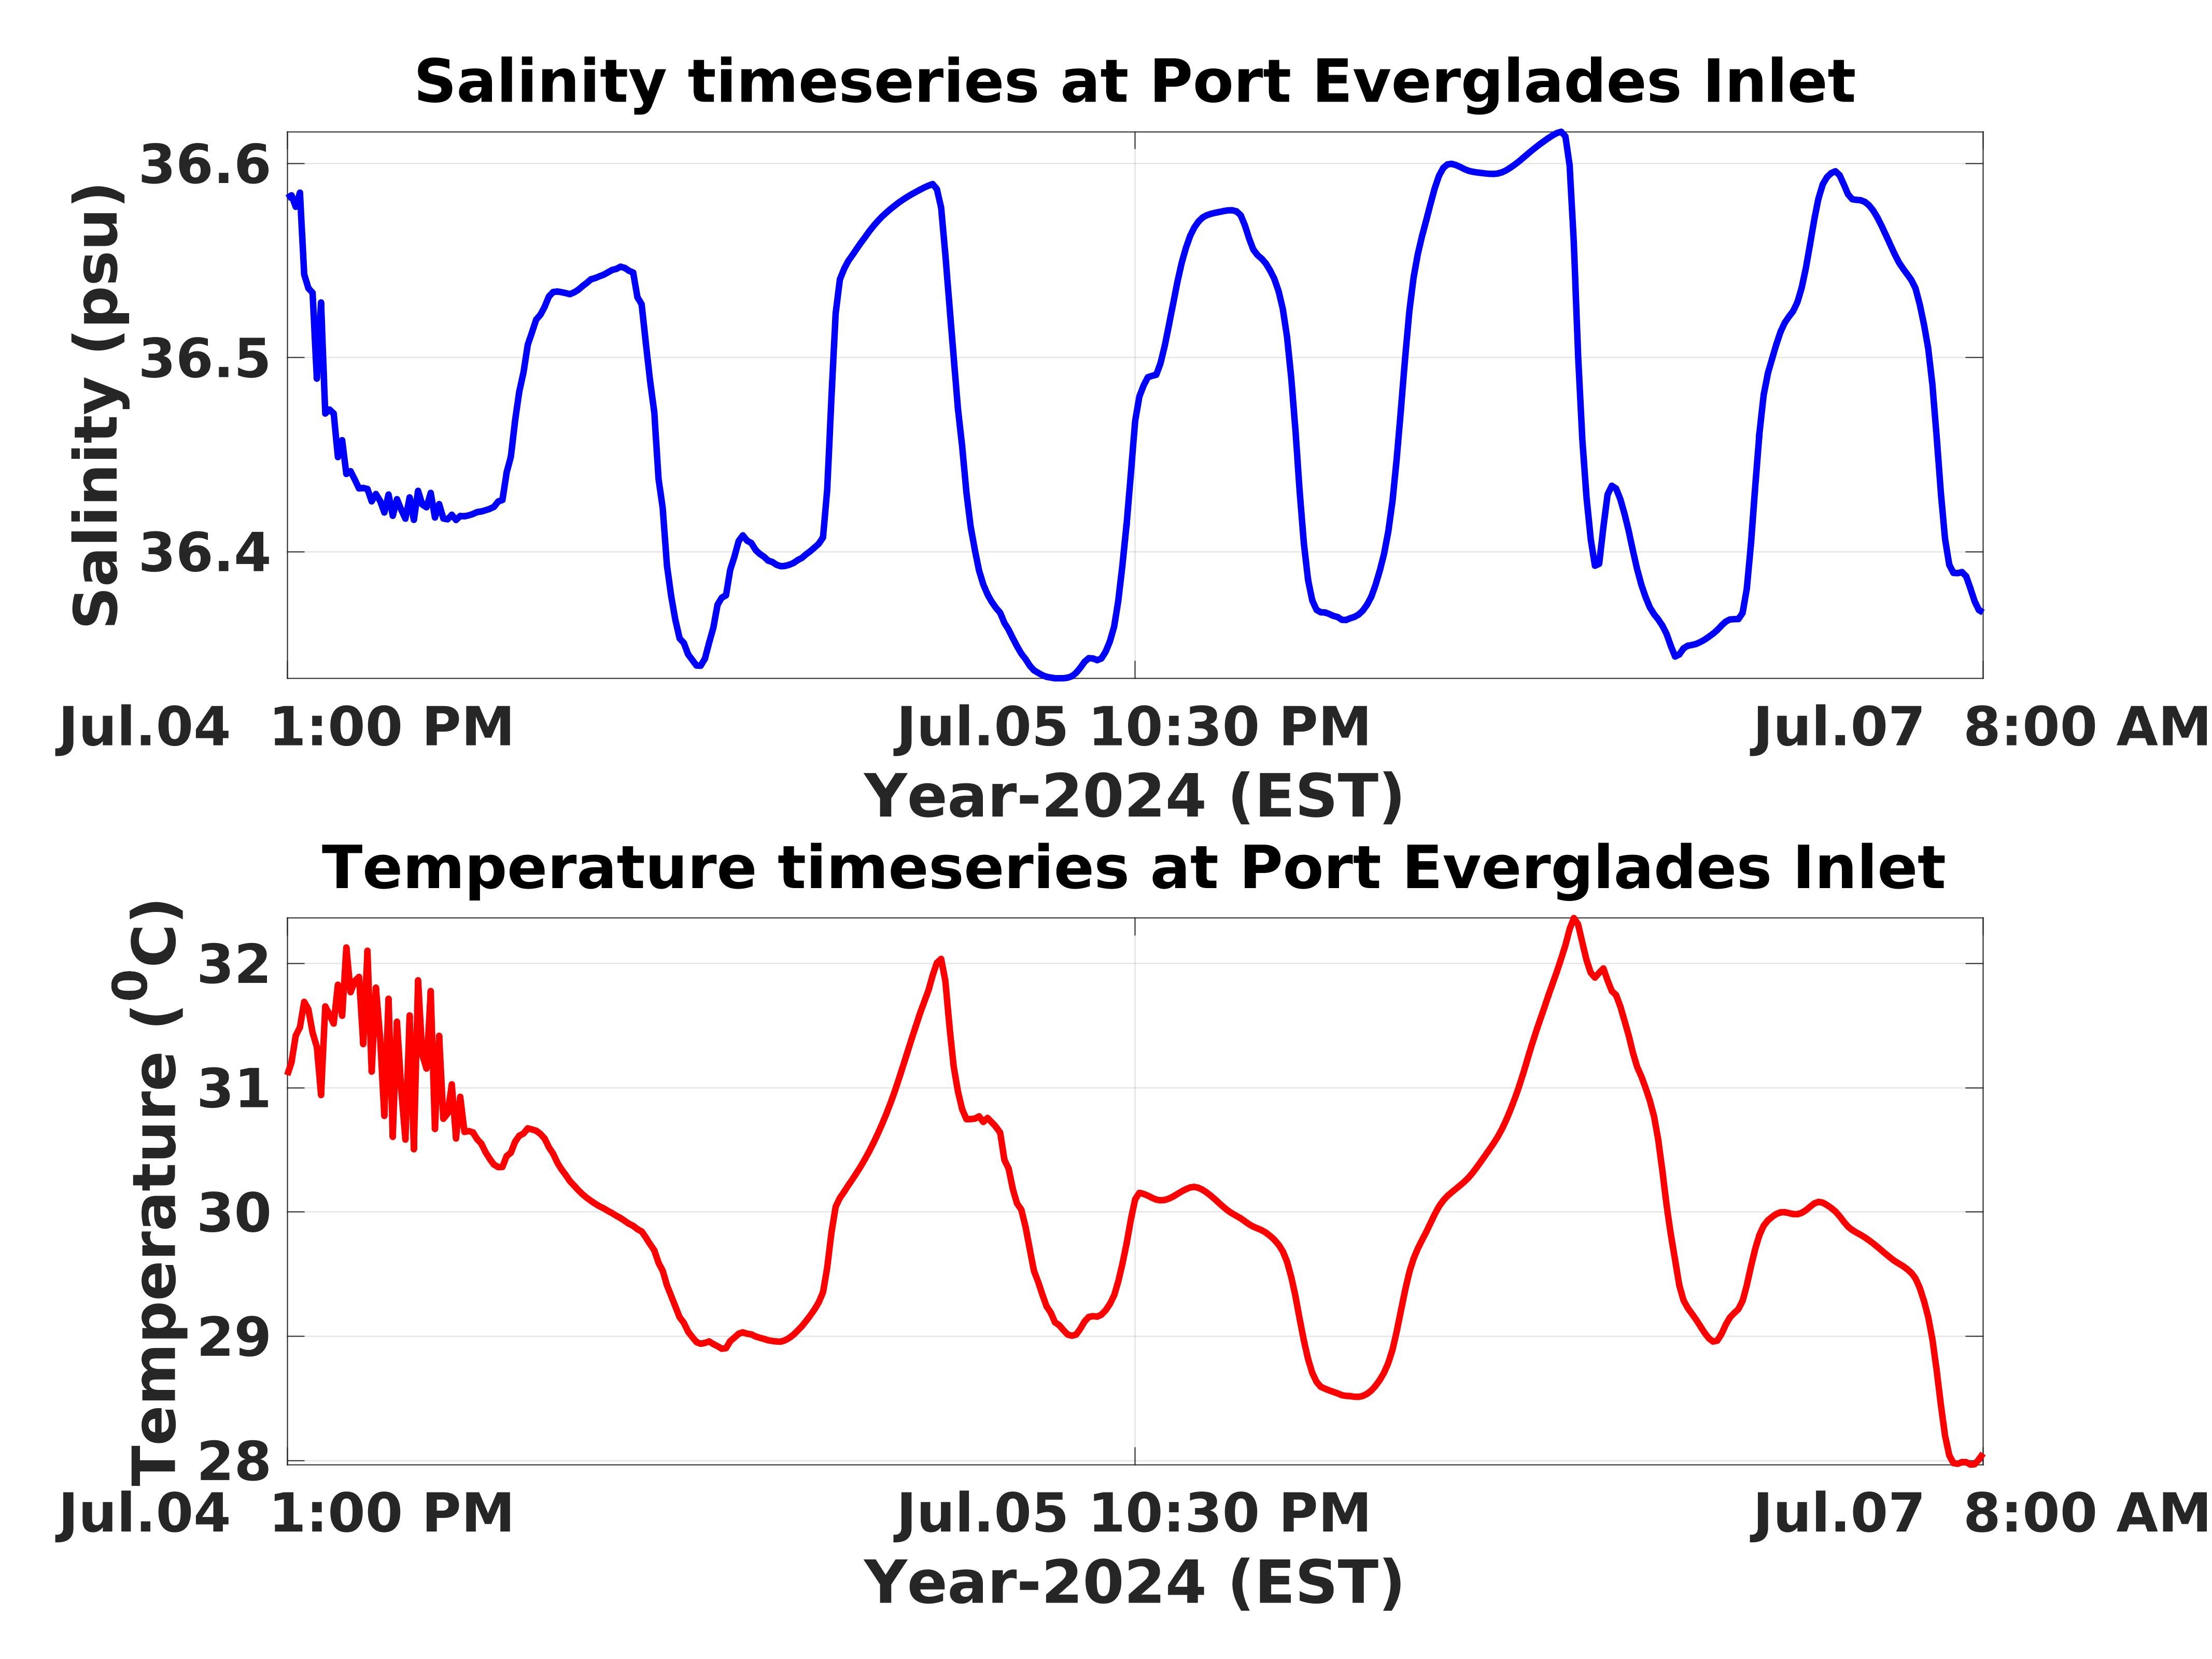 Salinity timeseries at Port Everglades Inlet
Salinity (psu)
36.6
36.5
36.4
Jul.04  1:00 PM
Jul.05 10:30 PM
Jul.07  8:00 AM
Year-2024 (EST)
Temperature timeseries at Port Everglades Inlet
Temperature (⁰C)
32
31
30
29
28
Jul.04  1:00 PM
Jul.05 10:30 PM
Jul.07  8:00 AM
Year-2024 (EST)